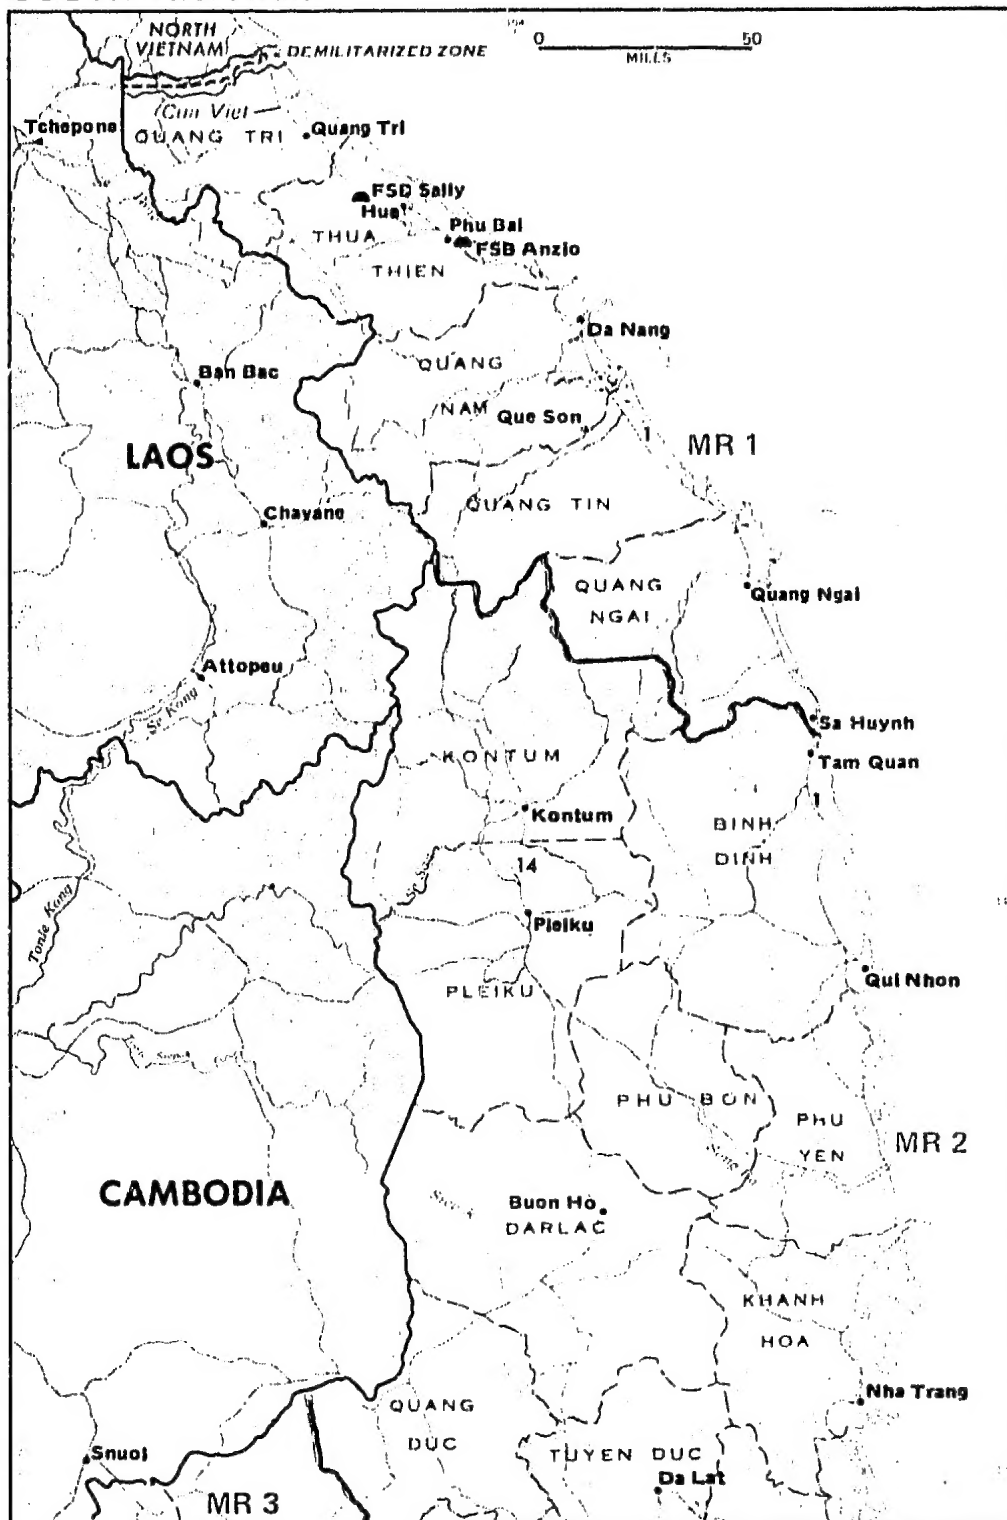 NORTH
VIETNAM
DEMILITARIZED ZONE
0 50
MILES
Cua Viet
Tchepone
QUANG TRI
Quang Tri
FSB Sally
Hue
Phu Bai
THUA
FSB Anzio
THIEN
Da Nang
QUANG
Ban Bac
NAM
Que Son
1
MR 1
LAOS
QUANG TIN
Chavane
QUANG
Quang Ngai
NGAI
Attopeu
Se Kong
Sa Huynh
KONTUM
Tam Quan
1
Kontum
BINH
DINH
14
Se San
Tonle Kong
Pleiku
Qui Nhon
PLEIKU
PHU BON
PHU
YEN
MR 2
CAMBODIA
Buon Ho
DARLAC
KHANH
HOA
Nha Trang
QUANG
DUC
Snuol
TUYEN DUC
Da Lat
MR 3